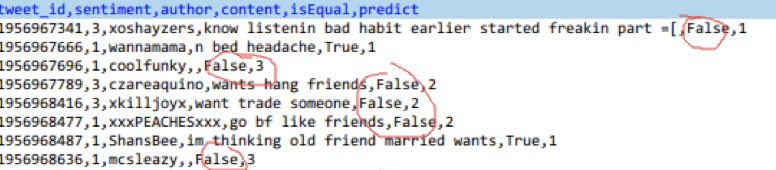 tweet_id,sentiment,author,content,isEqual,predict
1956967341,3,xoshayzers,know listenin bad habit earlier started freakin part =[,False,1
1956967666,1,wannamama,n bed headache,True,1
1956967696,1,coolfunky,,False,3
1956967789,3,czareaquino,wants hang friends,False,2
1956968416,3,xkilljoyx,want trade someone,False,2
1956968477,1,xxxPEACHESxxx,go bf like friends,False,2
1956968487,1,ShansBee,im thinking old friend married wants,True,1
1956968636,1,mcsleazy,,False,3